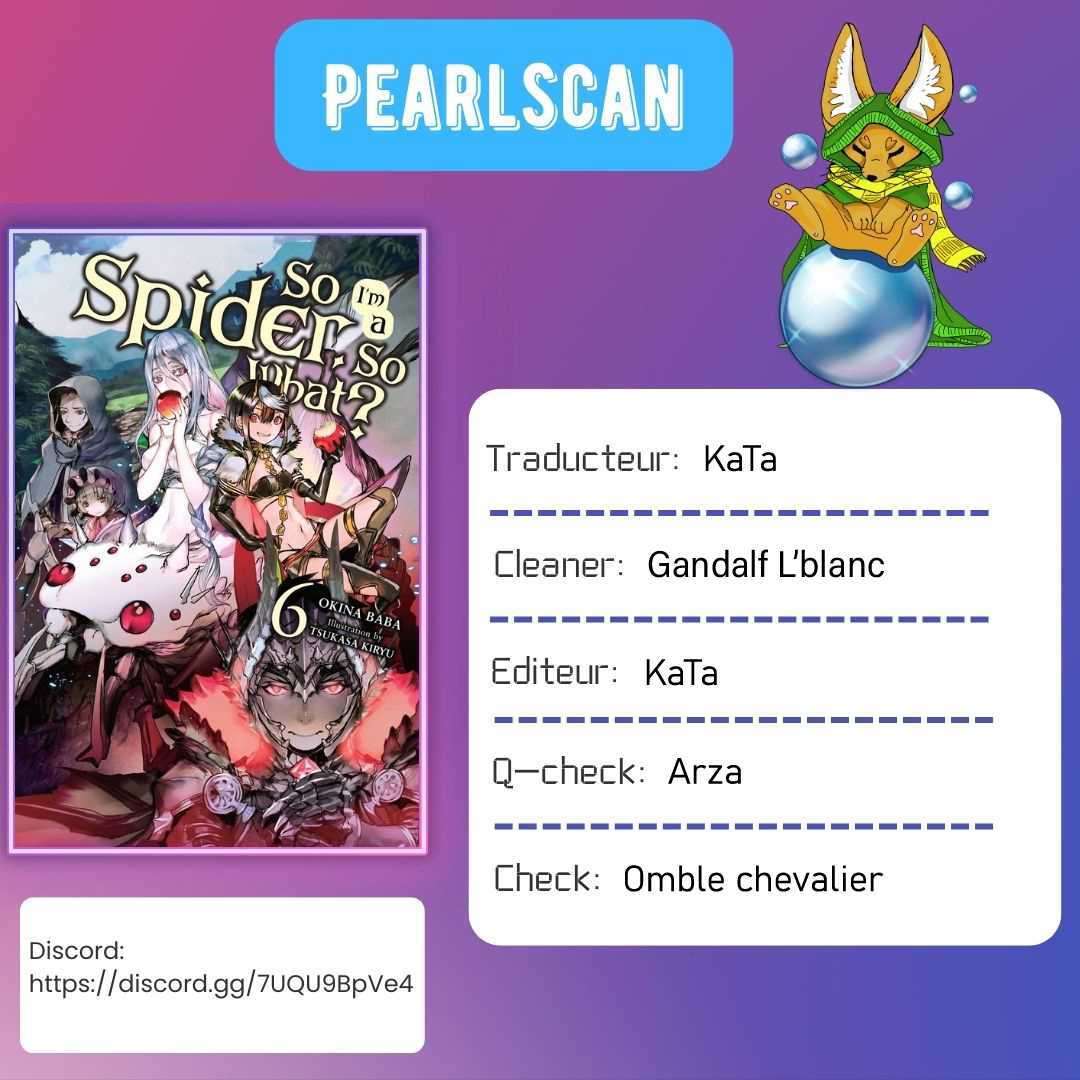 PEARLSCAN
So I'm a
Spider, So
What?
6
OKINA BABA
Illustration by
TSUKASA KIRYU
Traducteur: KaTa
Cleaner: Gandalf L'blanc
Editeur: KaTa
Q-check: Arza
Check: Omble chevalier
Discord:
https://discord.gg/7UQU9BpVe4